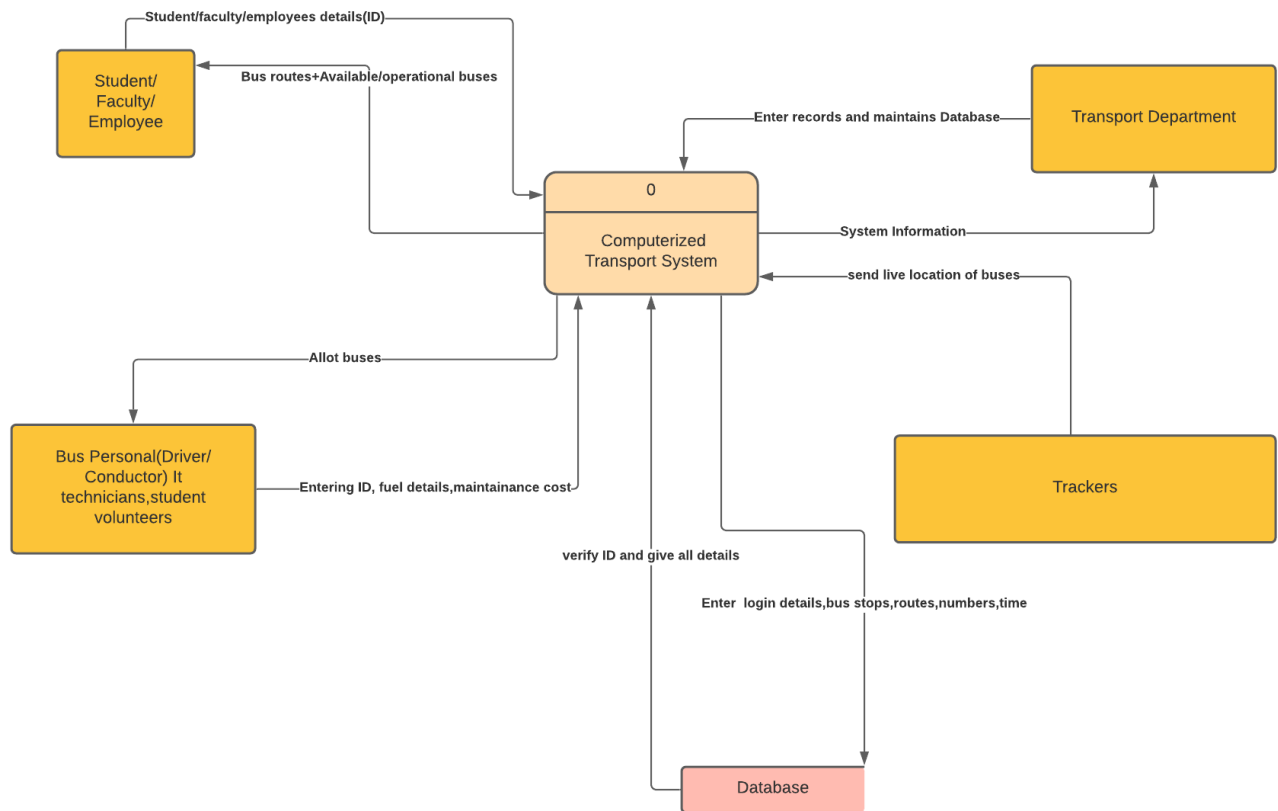 Student/faculty/employees details(ID)
Student/
Faculty/
Employee
Bus routes+Available/operational buses
Enter records and maintains Database
Transport Department
0
Computerized
Transport System
System Information
send live location of buses
Allot buses
Bus Personal(Driver/
Conductor) It
technicians,student
volunteers
Entering ID, fuel details,maintainance cost
Trackers
verify ID and give all details
Enter  login details,bus stops,routes,numbers,time
Database